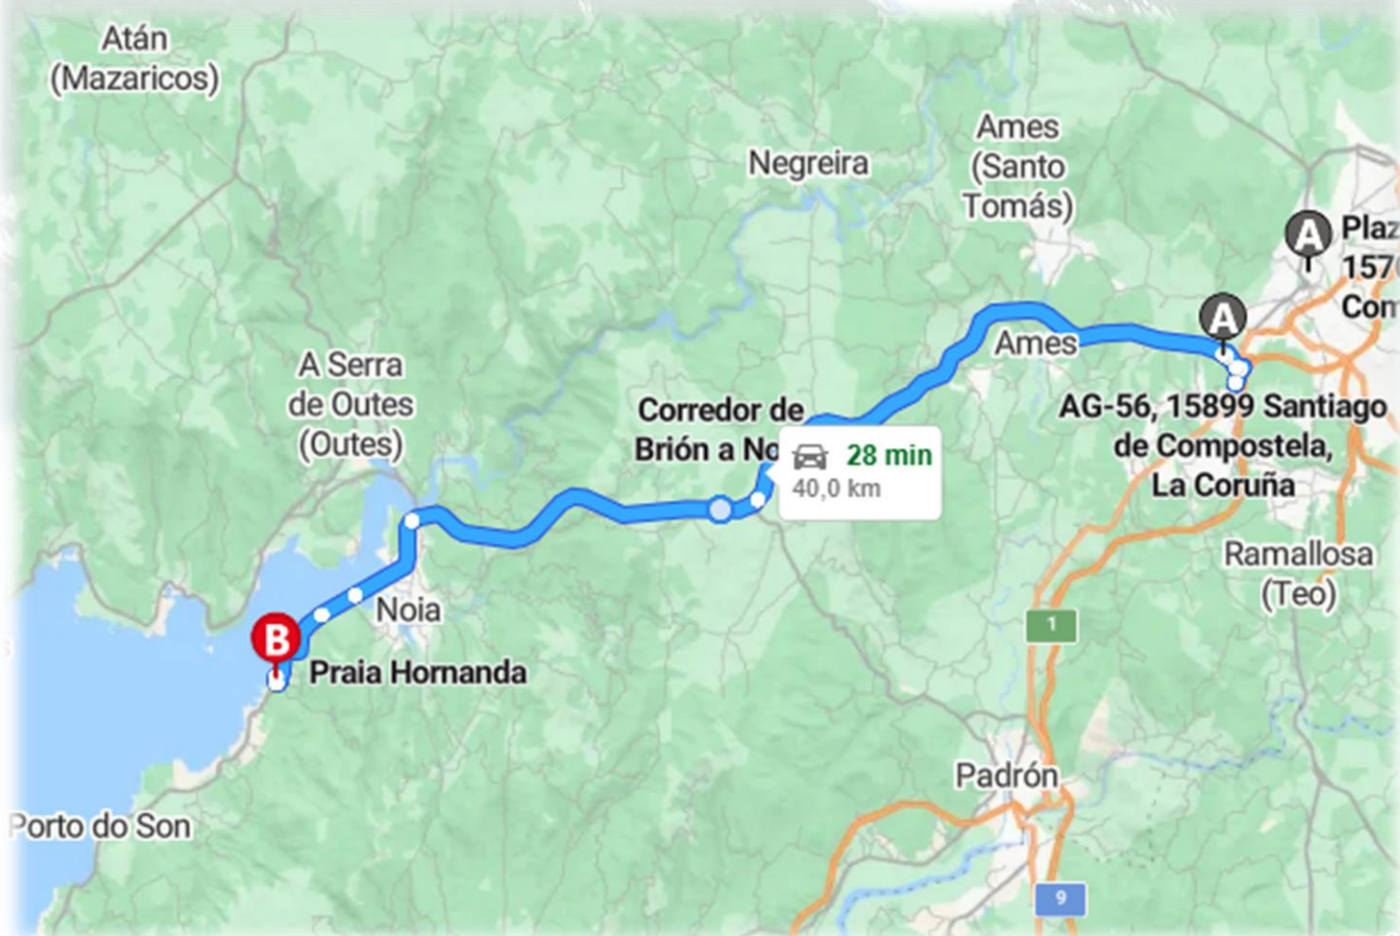 Atán
(Mazaricos)
Ames
(Santo
Tomás)
Negreira
A
Plaz
157
Con
A
Ames
A Serra
de Outes
(Outes)
Corredor de
Brión a No
28 min
40,0 km
AG-56, 15899 Santiago
de Compostela,
La Coruña
Ramallosa
(Teo)
Noia
1
B
Praia Hornanda
Padrón
Porto do Son
9